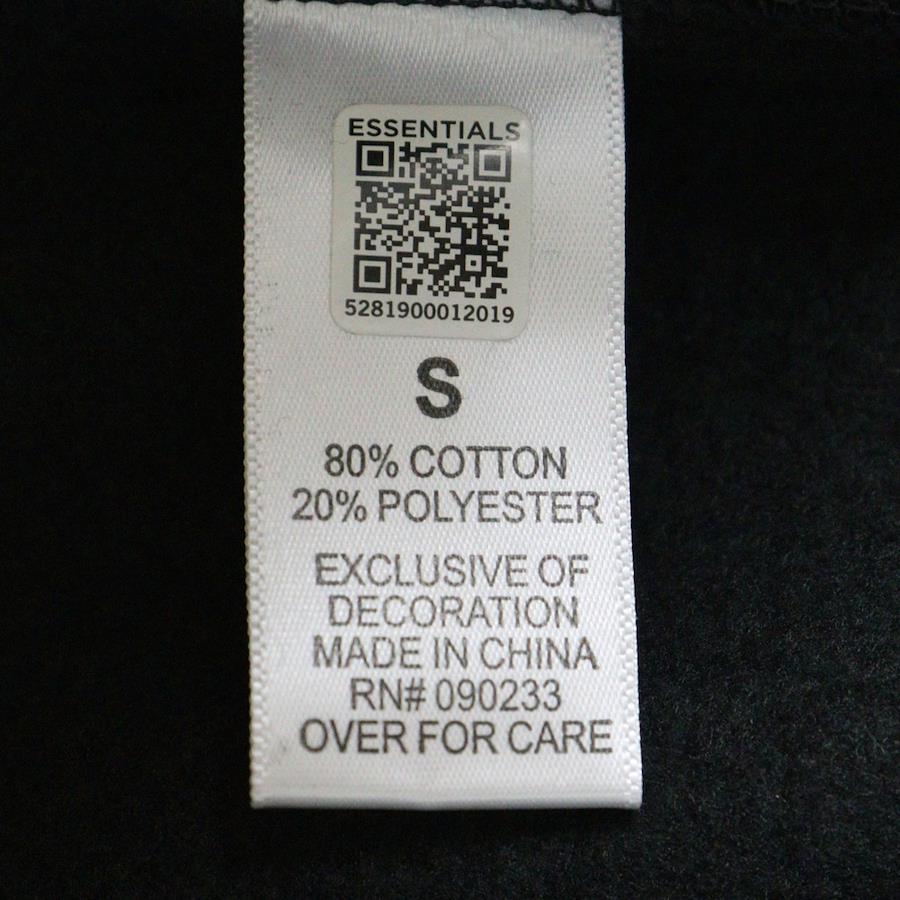 ESSENTIALS
5281900012019
S
80% COTTON
20% POLYESTER
EXCLUSIVE OF
DECORATION
MADE IN CHINA
RN# 090233
OVER FOR CARE